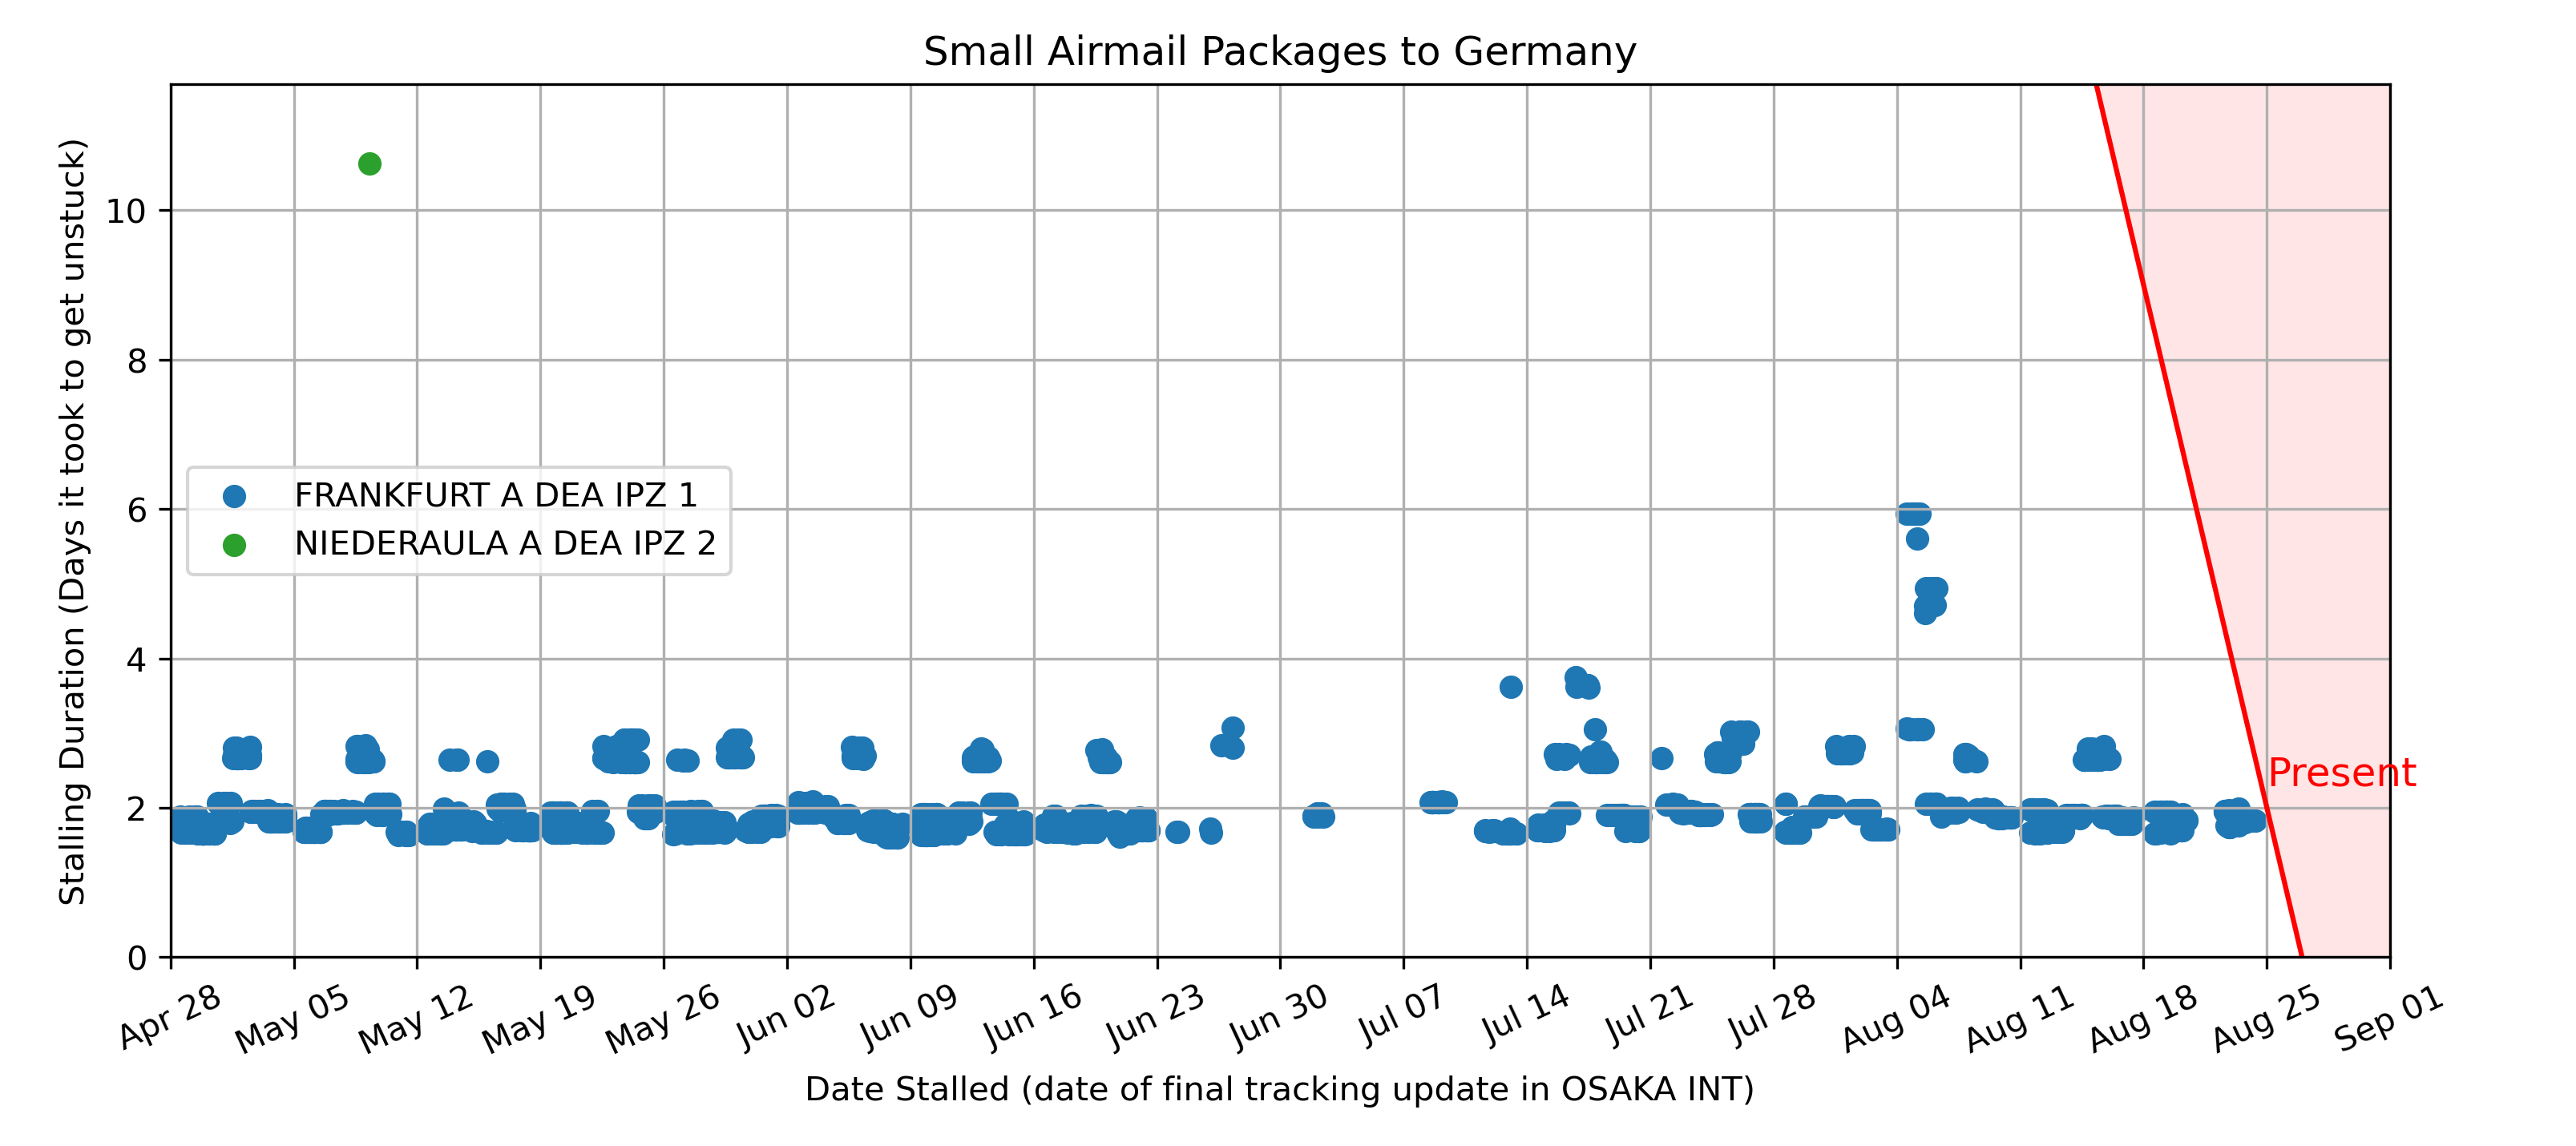 Small Airmail Packages to Germany
Stalling Duration (Days it took to get unstuck)
10
8
6
4
2
0
FRANKFURT A DEA IPZ 1
NIEDERAULA A DEA IPZ 2
Present
Apr 28
May 05
May 12
May 19
May 26
Jun 02
Jun 09
Jun 16
Jun 23
Jun 30
Jul 07
Jul 14
Jul 21
Jul 28
Aug 04
Aug 11
Aug 18
Aug 25
Sep 01
Date Stalled (date of final tracking update in OSAKA INT)